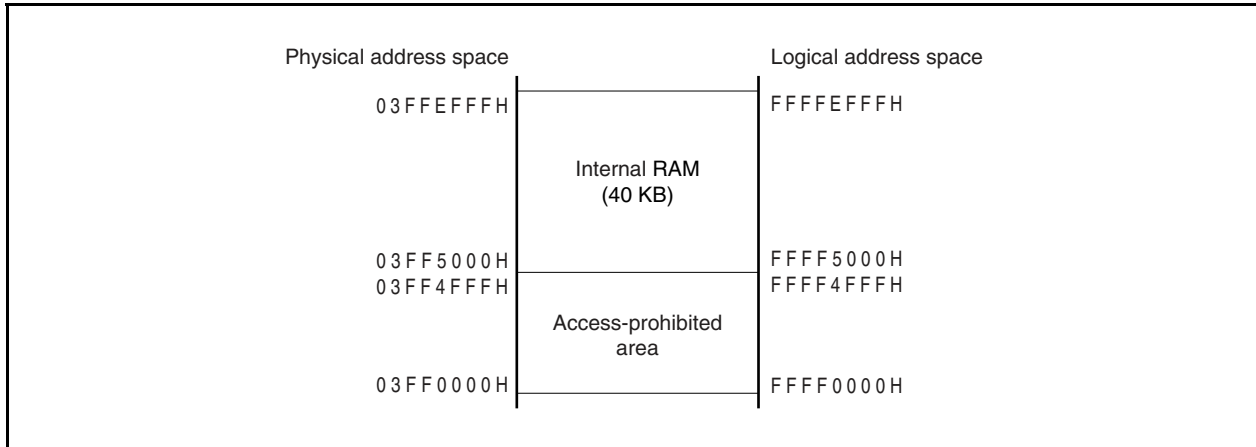 Physical address space
Logical address space
03FFEFFFH
FFFFEFFFH
Internal RAM
(40 KB)
03FF5000H
FFFF5000H
03FF4FFFH
FFFF4FFFH
Access-prohibited
area
03FF0000H
FFFF0000H